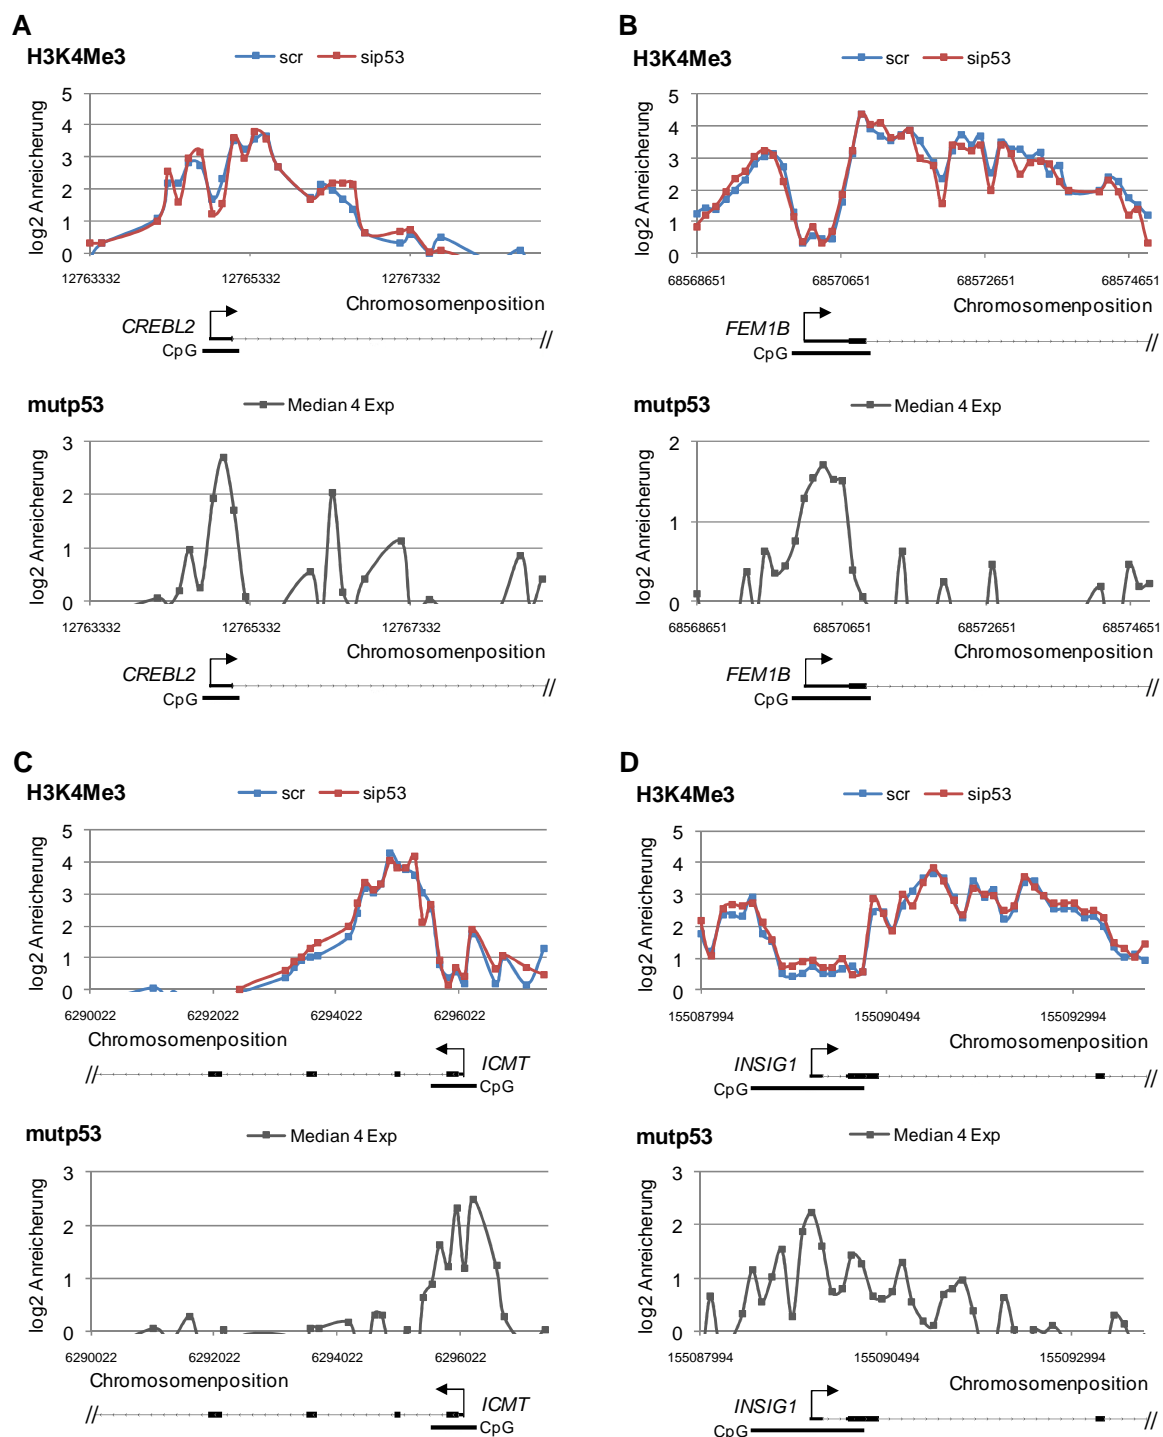 A
H3K4Me3
scr
sip53
log2 Anreicherung
5
4
3
2
1
0
12763332
12765332
12767332
Chromosomenposition
CREBL2
CpG
//
mutp53
Median 4 Exp
log2 Anreicherung
3
2
1
0
12763332
12765332
12767332
Chromosomenposition
CREBL2
CpG
//
B
H3K4Me3
scr
sip53
log2 Anreicherung
5
4
3
2
1
0
68568651
68570651
68572651
68574651
Chromosomenposition
FEM1B
CpG
//
mutp53
Median 4 Exp
log2 Anreicherung
2
1
0
68568651
68570651
68572651
68574651
Chromosomenposition
FEM1B
CpG
//
C
H3K4Me3
scr
sip53
log2 Anreicherung
5
4
3
2
1
0
6290022
6292022
6294022
6296022
Chromosomenposition
//
ICMT
CpG
mutp53
Median 4 Exp
log2 Anreicherung
3
2
1
0
6290022
6292022
6294022
6296022
Chromosomenposition
//
ICMT
CpG
D
H3K4Me3
scr
sip53
log2 Anreicherung
5
4
3
2
1
0
155087994
155090494
155092994
Chromosomenposition
INSIG1
CpG
//
mutp53
Median 4 Exp
log2 Anreicherung
3
2
1
0
155087994
155090494
155092994
Chromosomenposition
INSIG1
CpG
//